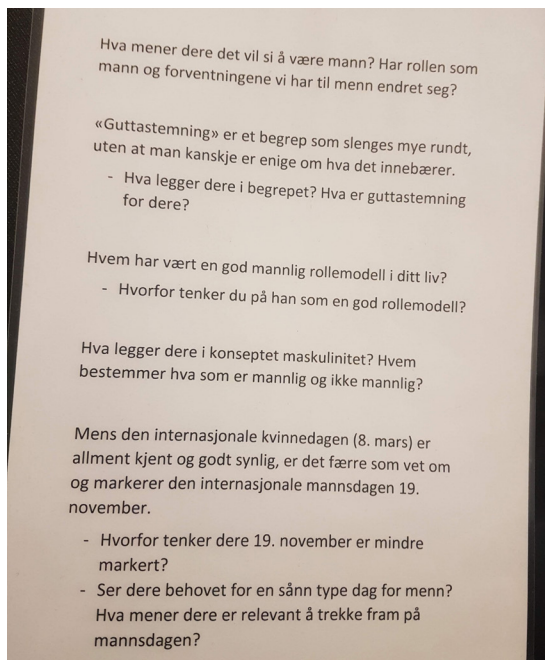 Hva mener dere det vil si å være mann? Har rollen som
mann og forventningene vi har til menn endret seg?
«Guttastemning» er et begrep som slenges mye rundt,
uten at man kanskje er enige om hva det innebærer.
- Hva legger dere i begrepet? Hva er guttastemning
for dere?
Hvem har vært en god mannlig rollemodell i ditt liv?
- Hvorfor tenker du på han som en god rollemodell?
Hva legger dere i konseptet maskulinitet? Hvem
bestemmer hva som er mannlig og ikke mannlig?
Mens den internasjonale kvinnedagen (8. mars) er
allment kjent og godt synlig, er det færre som vet om
og markerer den internasjonale mannsdagen 19.
november.
- Hvorfor tenker dere 19. november er mindre
markert?
- Ser dere behovet for en sånn type dag for menn?
Hva mener dere er relevant å trekke fram på
mannsdagen?